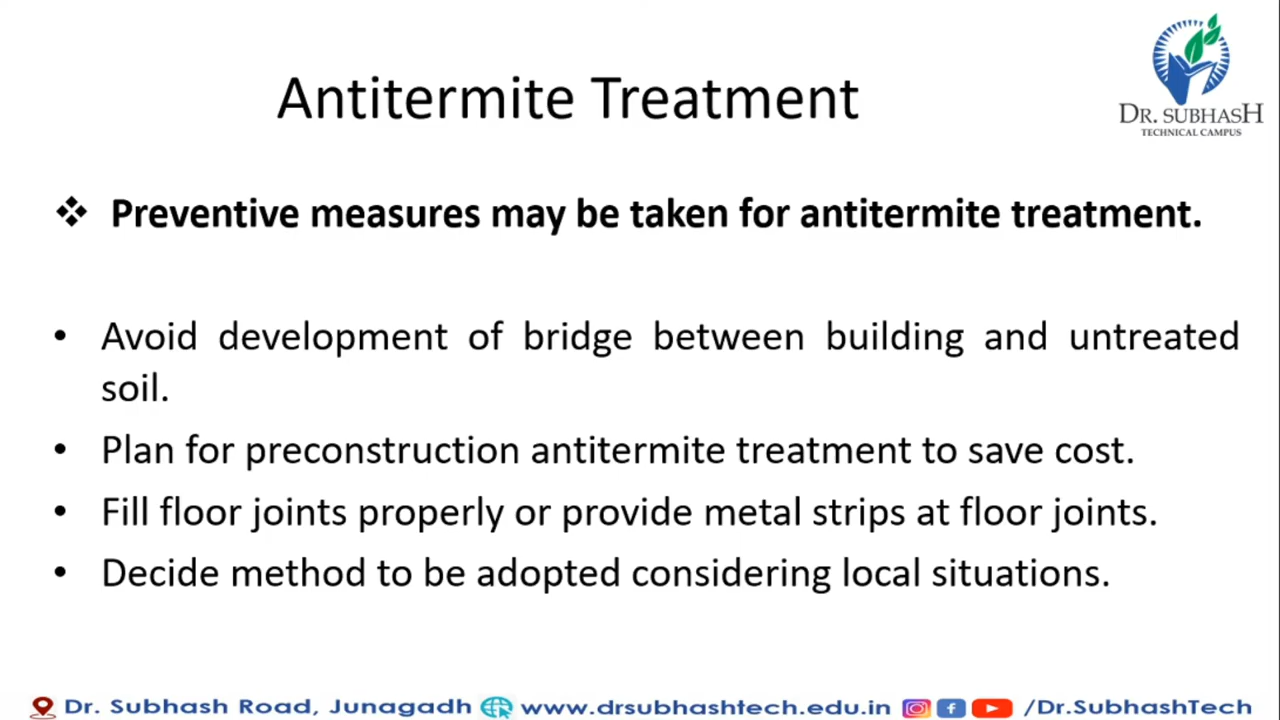 DR. SUBHASH
TECHNICAL CAMPUS
Antitermite Treatment
❖ Preventive measures may be taken for antitermite treatment.
• Avoid development of bridge between building and untreated
soil.
• Plan for preconstruction antitermite treatment to save cost.
• Fill floor joints properly or provide metal strips at floor joints.
• Decide method to be adopted considering local situations.
Dr. Subhash Road, Junagadh www.drsubhashtech.edu.in /Dr.SubhashTech